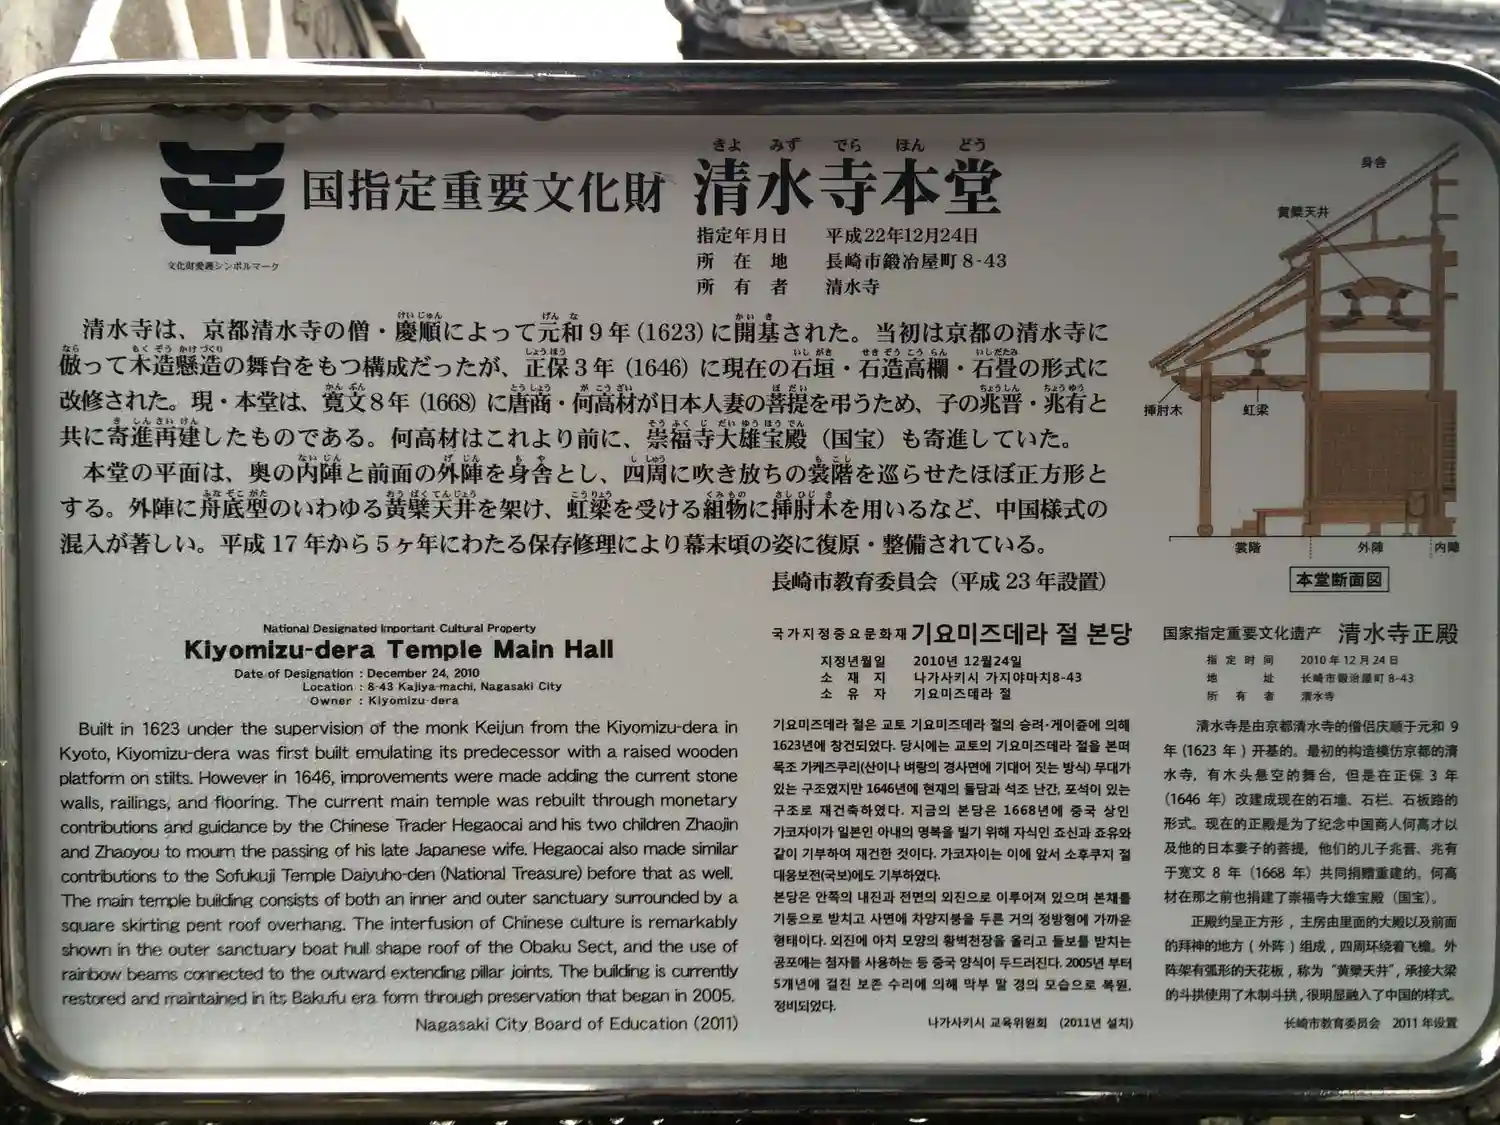 文化財愛護シンボルマーク
国指定重要文化財
きよ みず でら ほん どう
清水寺本堂
指定年月日 平成22年12月24日
所在地 長崎市鍛冶屋町8-43
所有者 清水寺
清水寺は、京都清水寺の僧・慶順によって元和9年(1623)に開基された。当初は京都の清水寺に
倣って木造懸造の舞台をもつ構成だったが、正保3年(1646)に現在の石垣・石造高欄・石畳の形式に
改修された。現・本堂は、寛文8年(1668)に唐商・何高材が日本人妻の菩提を弔うため、子の兆晋・兆有と
共に寄進再建したものである。何高材はこれより前に、崇福寺大雄宝殿(国宝)も寄進していた。
本堂の平面は、奥の内陣と前面の外陣を身舎とし、四周に吹き放ちの裳階を巡らせたほぼ正方形と
する。外陣に舟底型のいわゆる黄檗天井を架け、虹梁を受ける組物に挿肘木を用いるなど、中国様式の
混入が著しい。平成17年から5ヶ年にわたる保存修理により幕末頃の姿に復原・整備されている。
長崎市教育委員会(平成23年設置)
身舎
黄檗天井
挿肘木
虹梁
裳階 外陣 内陣
本堂断面図
National Designated Important Cultural Property
Kiyomizu-dera Temple Main Hall
Date of Designation : December 24, 2010
Location : 8-43 Kajiya-machi, Nagasaki City
Owner : Kiyomizu-dera
Built in 1623 under the supervision of the monk Keijun from the Kiyomizu-dera in
Kyoto, Kiyomizu-dera was first built emulating its predecessor with a raised wooden
platform on stilts. However in 1646, improvements were made adding the current stone
walls, railings, and flooring. The current main temple was rebuilt through monetary
contributions and guidance by the Chinese Trader Hegaocai and his two children Zhaojin
and Zhaoyou to mourn the passing of his late Japanese wife. Hegaocai also made similar
contributions to the Sofukuji Temple Daiyuho-den (National Treasure) before that as well.
The main temple building consists of both an inner and outer sanctuary surrounded by a
square skirting pent roof overhang. The interfusion of Chinese culture is remarkably
shown in the outer sanctuary boat hull shape roof of the Obaku Sect, and the use of
rainbow beams connected to the outward extending pillar joints. The building is currently
restored and maintained in its Bakufu era form through preservation that began in 2005.
Nagasaki City Board of Education (2011)
국가지정중요문화재 기요미즈데라 절 본당
지정년월일 2010년 12월24일
소재지 나가사키시 가지야마치8-43
소유자 기요미즈데라 절
기요미즈데라 절은 교토 기요미즈데라 절의 승려·게이쥰에 의해
1623년에 창건되었다. 당시에는 교토의 기요미즈데라 절을 본떠
목조 가케즈쿠리(산이나 벼랑의 경사면에 기대어 짓는 방식) 무대가
있는 구조였지만 1646년에 현재의 돌담과 석조 난간, 포석이 있는
구조로 재건축하였다. 지금의 본당은 1668년에 중국 상인
가코자이가 일본인 아내의 명복을 빌기 위해 자식인 죠신과 죠유와
같이 기부하여 재건한 것이다. 가코자이는 이에 앞서 소후쿠지 절
대웅보전(국보)에도 기부하였다.
본당은 안쪽의 내진과 전면의 외진으로 이루어져 있으며 본채를
기둥으로 받치고 사면에 차양지붕을 두른 거의 정방형에 가까운
형태이다. 외진에 아치 모양의 황벽천장을 올리고 들보를 받치는
공포에는 첨자를 사용하는 등 중국 양식이 두드러진다. 2005년 부터
5개년에 걸친 보존 수리에 의해 막부 말 경의 모습으로 복원,
정비되었다.
나가사키시 교육위원회 (2011년 설치)
国家指定重要文化遗产 清水寺正殿
指定时间 2010年12月24日
地址 长崎市锻冶屋町8-43
所有者 清水寺
清水寺是由京都清水寺的僧侣庆顺于元和 9
年(1623年)开基的。最初的构造模仿京都的清
水寺,有木头悬空的舞台,但是在正保 3 年
(1646 年)改建成现在的石墙、石栏、石板路的
形式。现在的正殿是为了纪念中国商人何高才以
及他的日本妻子的菩提,他们的儿子兆晋、兆有
于宽文 8 年(1668 年)共同捐赠重建的。何高
材在那之前也捐建了崇福寺大雄宝殿(国宝)。
正殿约呈正方形,主房由里面的大殿以及前面
的拜神的地方(外阵)组成,四周环绕着飞檐。外
阵架有弧形的天花板,称为“黄檗天井”,承接大梁
的斗拱使用了木制斗拱,很明显融入了中国的样式。
长崎市教育委员会 2011年设置